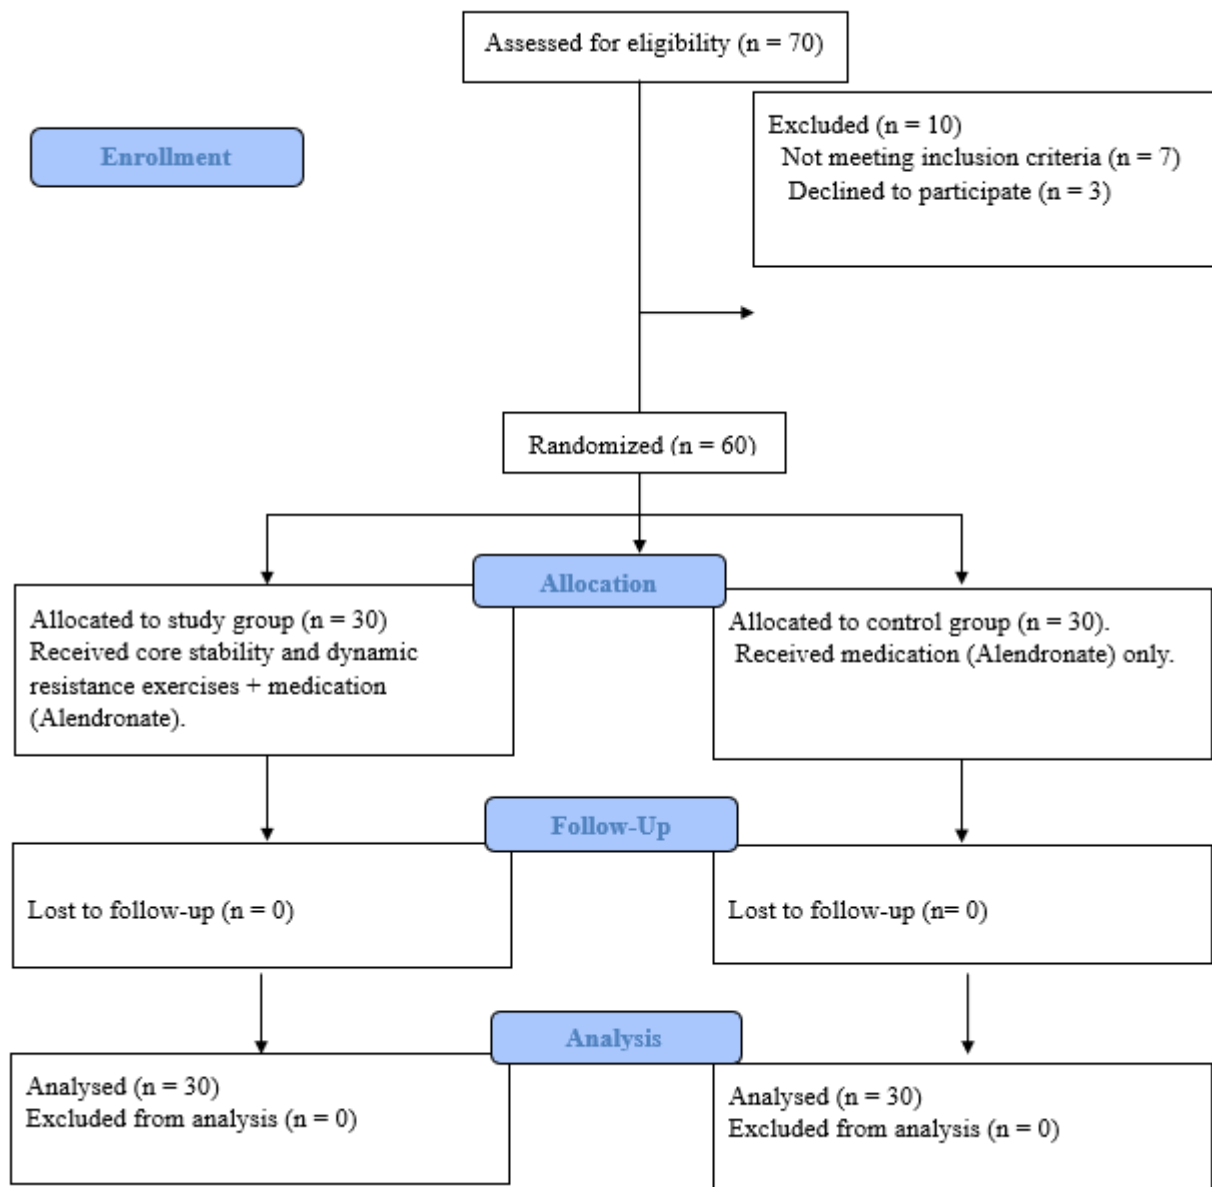 Assessed for eligibility (n = 70)
Enrollment
Excluded (n = 10)
Not meeting inclusion criteria (n = 7)
Declined to participate (n = 3)
Randomized (n = 60)
Allocation
Allocated to study group (n = 30)
Received core stability and dynamic
resistance exercises + medication
(Alendronate).
Allocated to control group (n = 30).
Received medication (Alendronate) only.
Follow-Up
Lost to follow-up (n = 0)
Lost to follow-up (n= 0)
Analysis
Analysed (n = 30)
Excluded from analysis (n = 0)
Analysed (n = 30)
Excluded from analysis (n = 0)